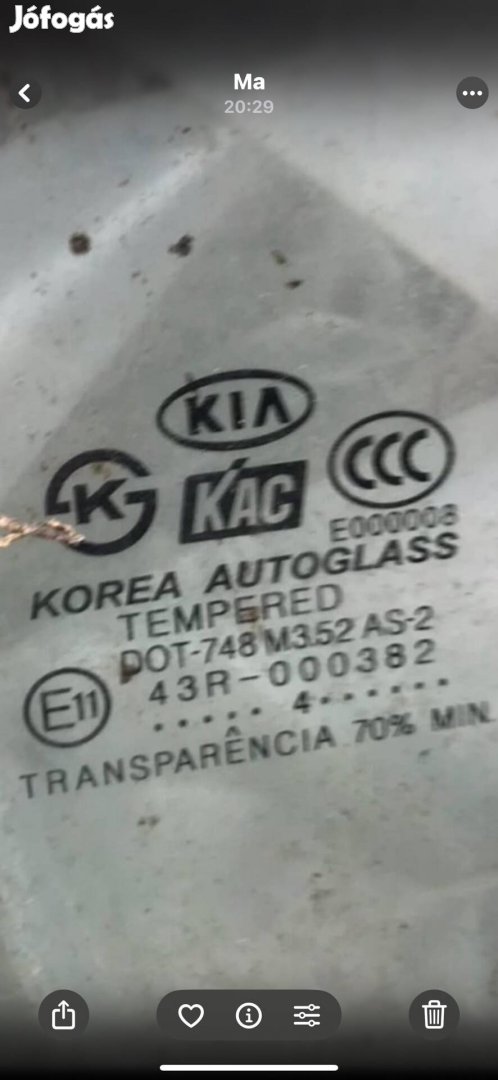 Jófogás
Ma
20:29
KIA
K
KAC
CCC
E000008
KOREA AUTOGLASS
TEMPERED
DOT-748 M3.52 AS-2
E11
43R-000382
..... 4......
TRANSPARÊNCIA 70% MIN.